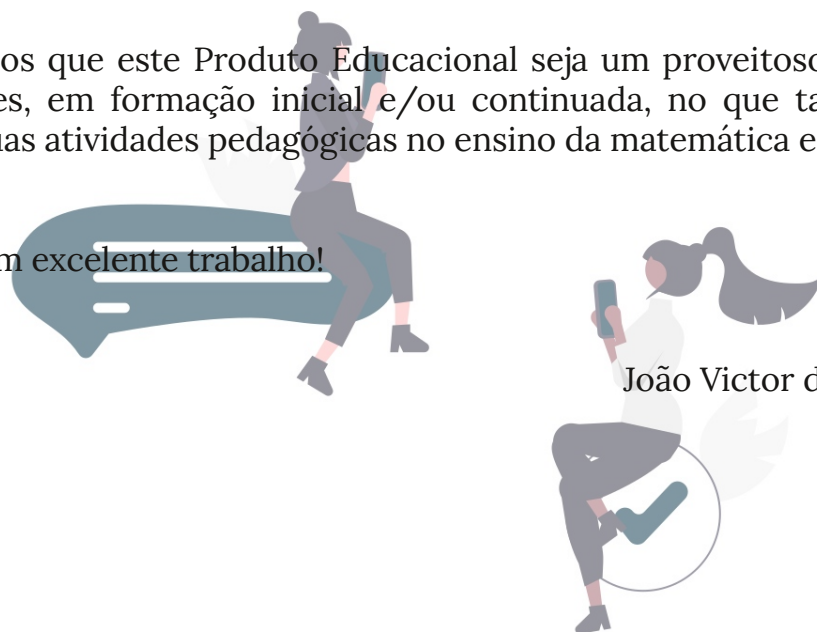 os que este Produto Educacional seja um proveitoso
es, em formação inicial e/ou continuada, no que ta
uas atividades pedagógicas no ensino da matemática e
m excelente trabalho!
João Victor d